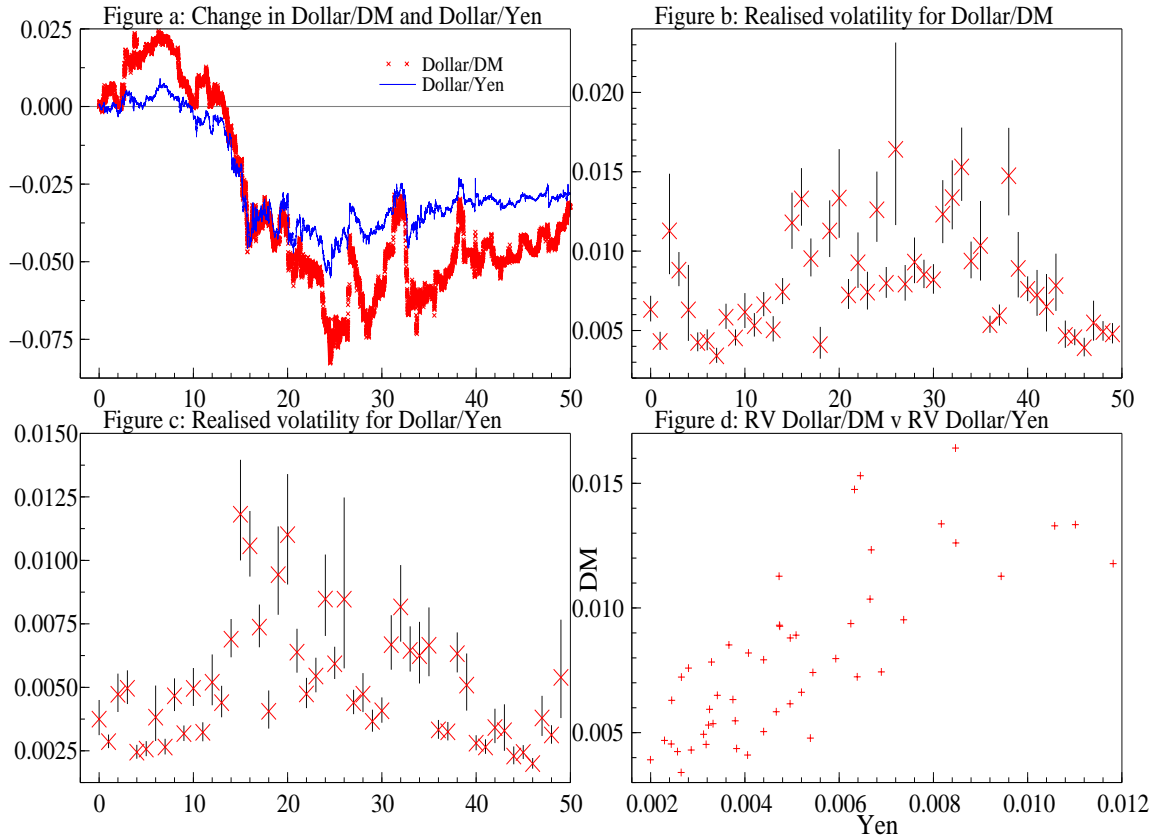 Figure a: Change in Dollar/DM and Dollar/Yen
0.025
0.000
−0.025
−0.050
−0.075
Dollar/DM
Dollar/Yen
0 10 20 30 40 50
Figure b: Realised volatility for Dollar/DM
0.020
0.015
0.010
0.005
0 10 20 30 40 50
Figure c: Realised volatility for Dollar/Yen
0.0150
0.0125
0.0100
0.0075
0.0050
0.0025
0 10 20 30 40 50
Figure d: RV Dollar/DM v RV Dollar/Yen
0.015
0.010
0.005
DM
0.002 0.004 0.006 0.008 0.010 0.012
Yen